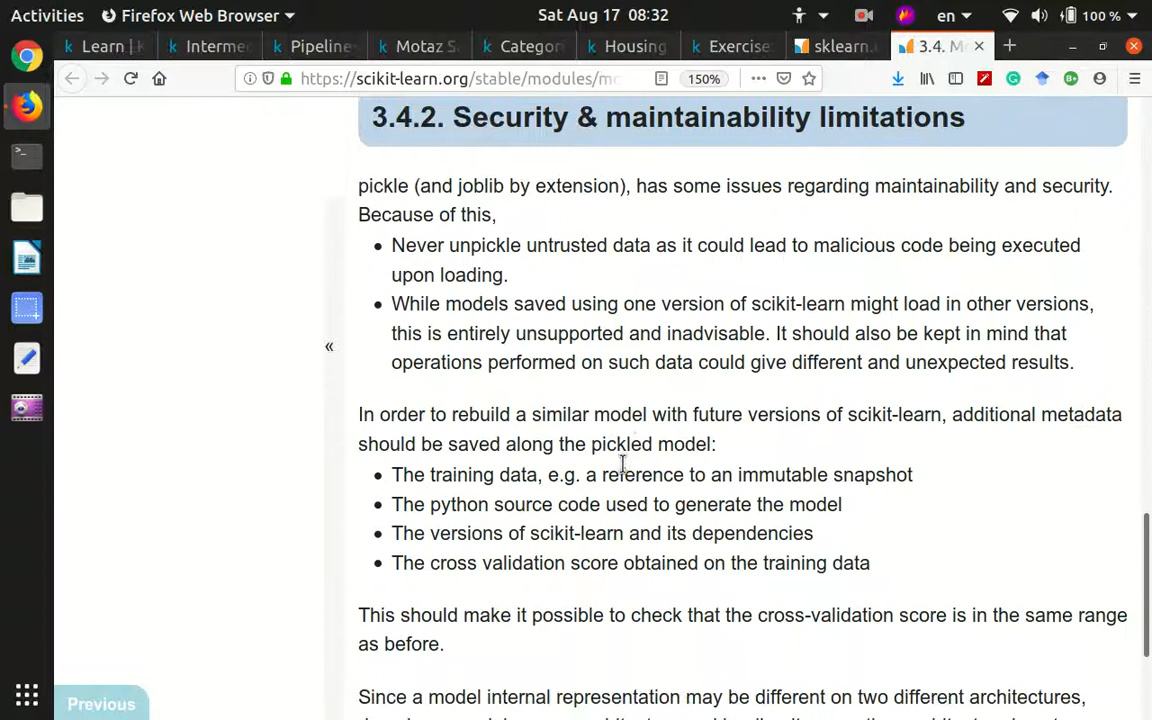 Activities Firefox Web Browser Sat Aug 17 08:32 en 100 %
Learn | Interme Pipeline Motaz S Categor Housing Exercise sklearn. 3.4. M
https://scikit-learn.org/stable/modules/mo 150%
3.4.2. Security & maintainability limitations
pickle (and joblib by extension), has some issues regarding maintainability and security.
Because of this,
• Never unpickle untrusted data as it could lead to malicious code being executed
upon loading.
• While models saved using one version of scikit-learn might load in other versions,
this is entirely unsupported and inadvisable. It should also be kept in mind that
operations performed on such data could give different and unexpected results.
«
In order to rebuild a similar model with future versions of scikit-learn, additional metadata
should be saved along the pickled model:
• The training data, e.g. a reference to an immutable snapshot
• The python source code used to generate the model
• The versions of scikit-learn and its dependencies
• The cross validation score obtained on the training data
This should make it possible to check that the cross-validation score is in the same range
as before.
Since a model internal representation may be different on two different architectures,
Previous